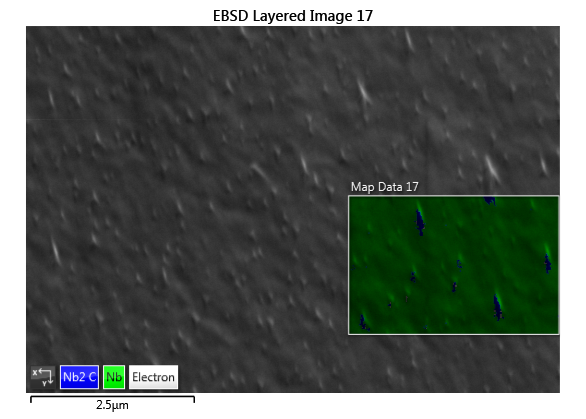 EBSD Layered Image 17
Map Data 17
X
Y
Nb2 C Nb Electron
2.5µm